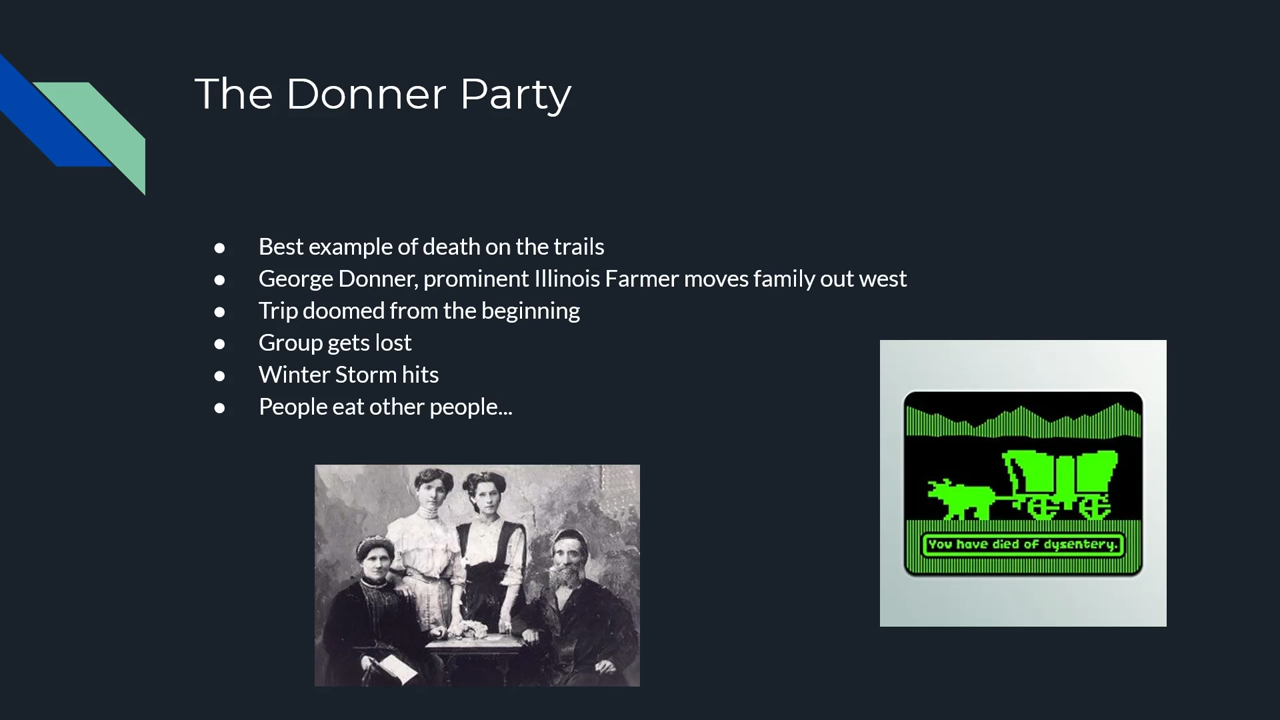 The Donner Party
● Best example of death on the trails
● George Donner, prominent Illinois Farmer moves family out west
● Trip doomed from the beginning
● Group gets lost
● Winter Storm hits
● People eat other people...
You have died of dysentery.